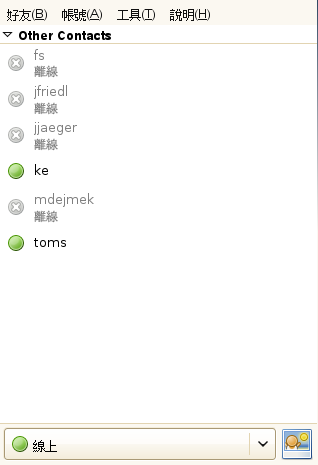 好友(B) 帳號(A) 工具(T) 說明(H)
Other Contacts
fs
離線
jfriedl
離線
jjaeger
離線
ke
mdejmek
離線
toms
線上